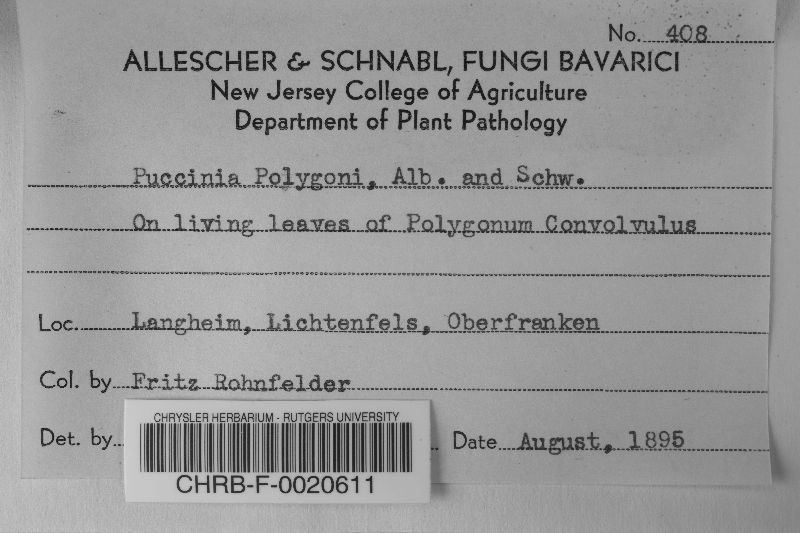 No. 408
ALLESCHER & SCHNABL, FUNGI BAVARICI
New Jersey College of Agriculture
Department of Plant Pathology
Puccinia Polygoni, Alb. and Schw.
On living leaves of Polygonum Convolvulus
Loc. Langheim, Lichtenfels, Oberfranken
Col. by Fritz Rohnfelder
Det. by Date August, 1895
CHRYSLER HERBARIUM - RUTGERS UNIVERSITY
CHRB-F-0020611